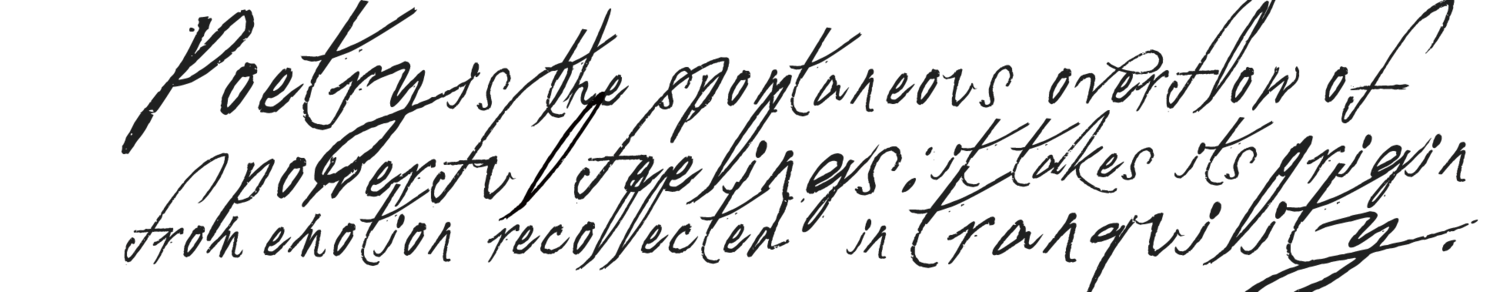 Poetry is the spontaneous overflow of
powerful feelings: it takes its origin
from emotion recollected in tranquility.